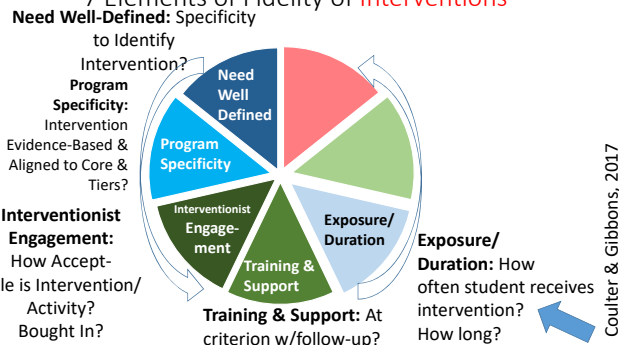 7 Elements of Fidelity of Interventions
Need Well-Defined: Specificity
to Identify
Intervention?
Program
Specificity:
Intervention
Evidence-Based &
Aligned to Core &
Tiers?
Interventionist
Engagement:
How Accept-
le is Intervention/
Activity?
Bought In?
Need
Well
Defined
Program
Specificity
Interventionist
Engage-
ment
Training &
Support
Exposure/
Duration
Training & Support: At
criterion w/follow-up?
Exposure/
Duration: How
often student receives
intervention?
How long?
Coulter & Gibbons, 2017